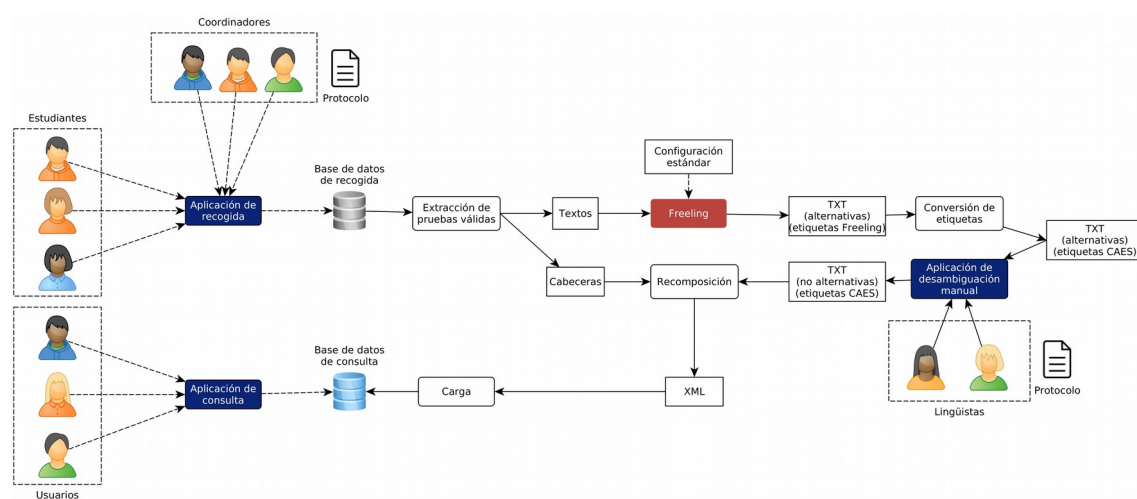 Coordinadores
Protocolo
Estudiantes
Aplicación de
recogida
Base de datos
de recogida
Extracción de
pruebas válidas
Textos
Configuración
estándar
Freeling
TXT
(alternativas)
(etiquetas Freeling)
Conversión de
etiquetas
TXT
(alternativas)
(etiquetas CAES)
Cabeceras
Recomposición
TXT
(no alternativas)
(etiquetas CAES)
Aplicación de
desambiguación
manual
Protocolo
Lingüistas
Aplicación de
consulta
Base de datos
de consulta
Carga
XML
Usuarios